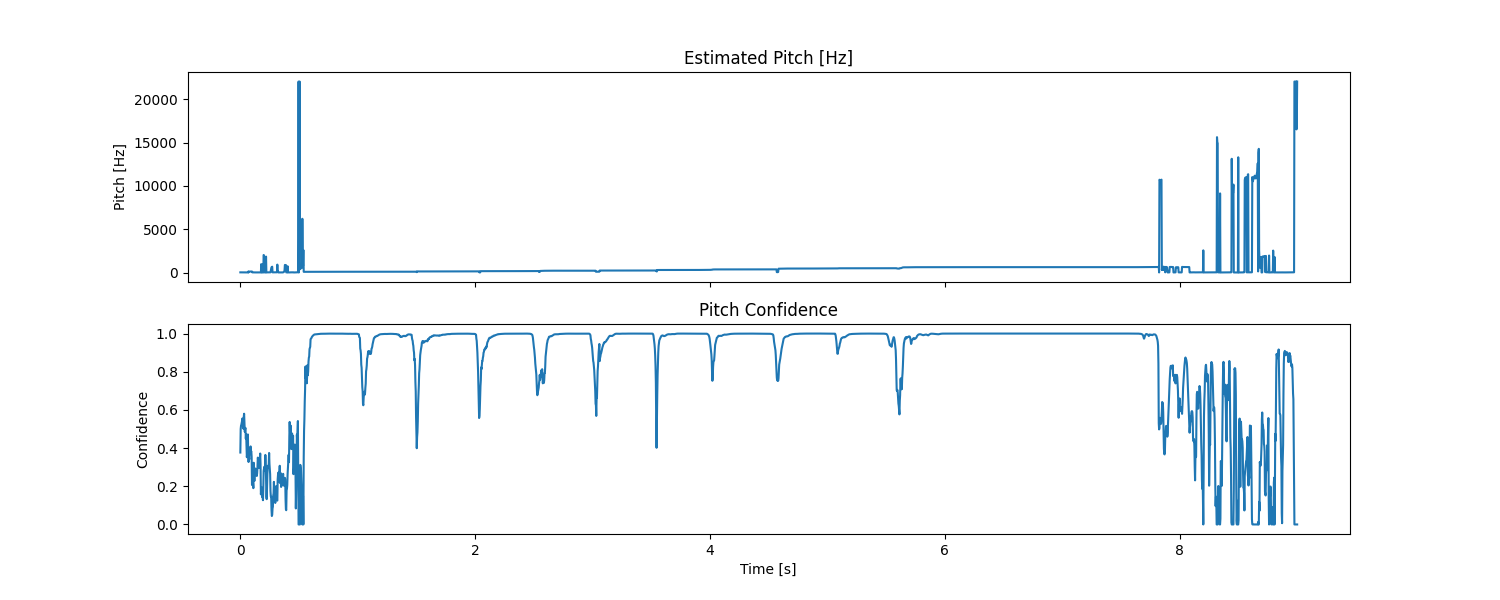 Estimated Pitch [Hz]
Pitch [Hz]
20000
15000
10000
5000
0
Pitch Confidence
Confidence
1.0
0.8
0.6
0.4
0.2
0.0
0 2 4 6 8
Time [s]